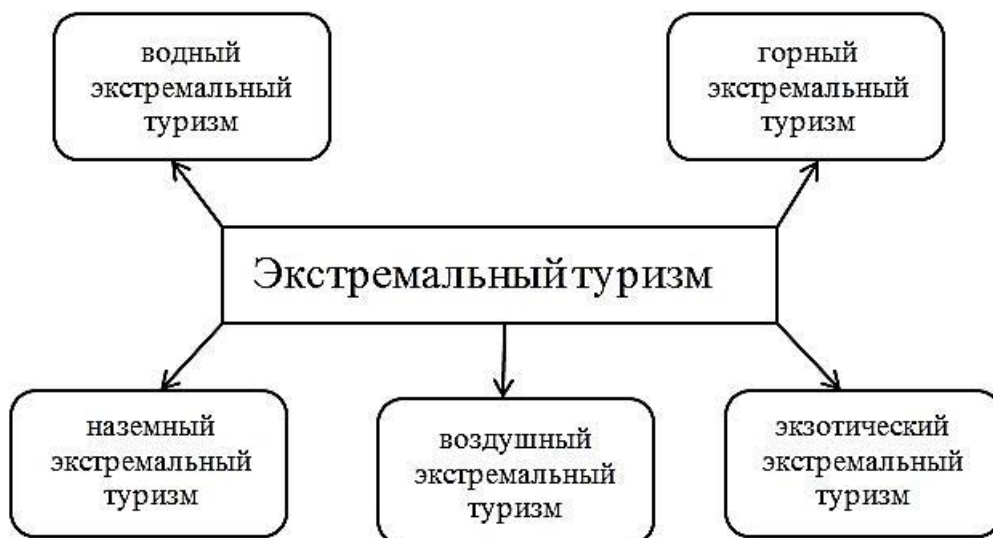 водный
экстремальный
туризм
горный
экстремальный
туризм
Экстремальный туризм
наземный
экстремальный
туризм
воздушный
экстремальный
туризм
экзотический
экстремальный
туризм